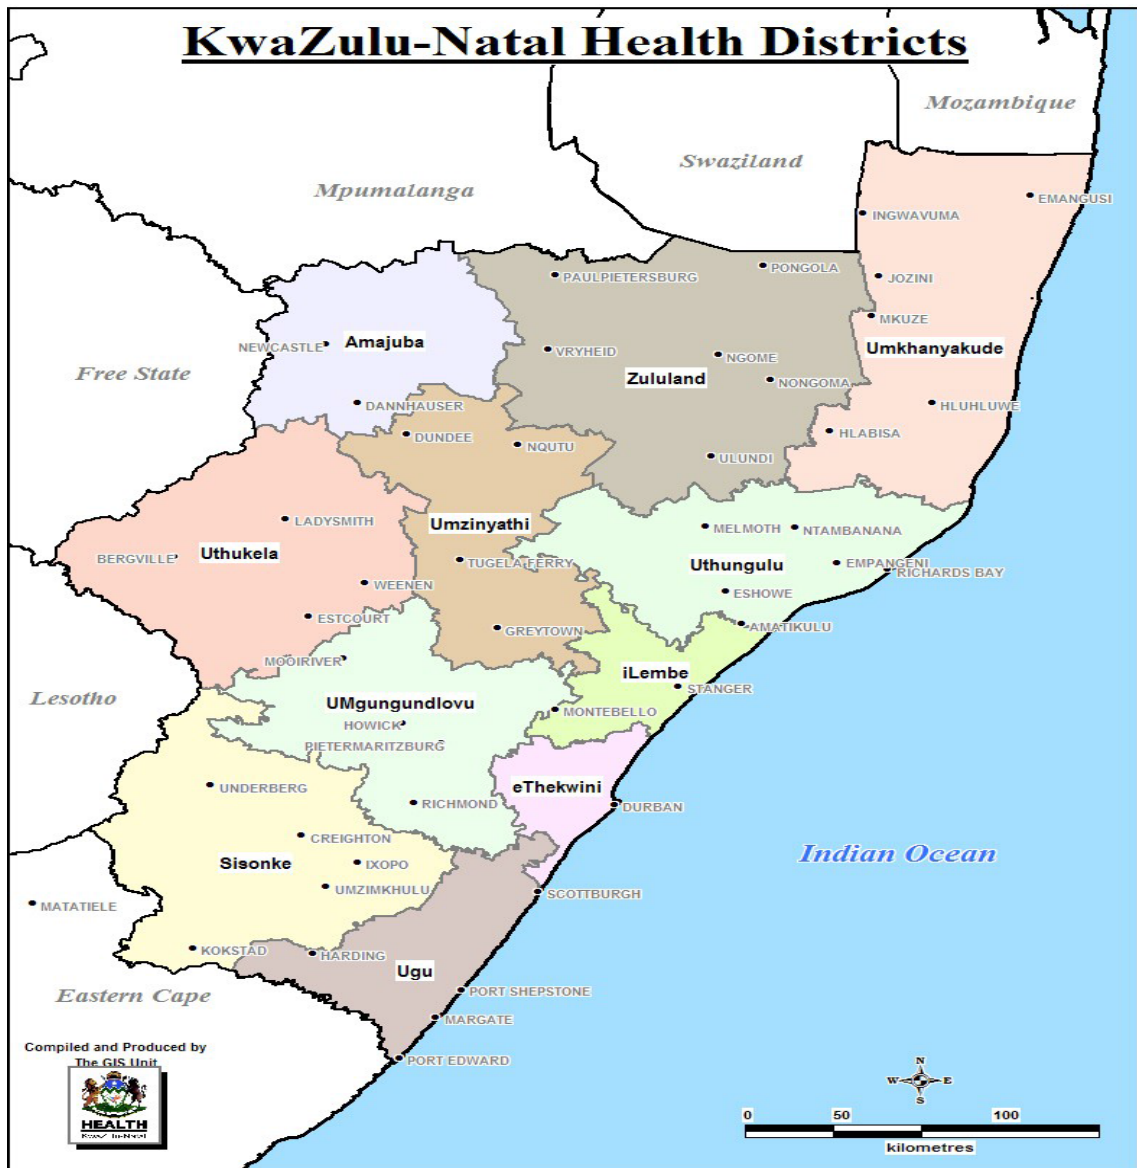 KwaZulu-Natal Health Districts
Mozambique
Swaziland
Mpumalanga
EMANGUSI
INGWAVUMA
PONGOLA
PAULPIETERSBURG
JOZINI
MKUZE
Amajuba
NEWCASTLE
Umkhanyakude
VRYHEID
NGOME
Free State
Zululand
NONGOMA
DANNHAUSER
HLUHLUWE
DUNDEE
HLABISA
NQUTU
ULUNDI
LADYSMITH
Umzinyathi
MELMOTH
NTAMBANANA
Uthukela
BERGVILLE
TUGELA FERRY
Uthungulu
EMPANGENI
RICHARDS BAY
WEENEN
ESHOWE
ESTCOURT
GREYTOWN
AMATIKULU
MOOIRIVER
iLembe
STANGER
Lesotho
UMgungundlovu
MONTEBELLO
HOWICK
PIETERMARITZBURG
eThekwini
UNDERBERG
RICHMOND
DURBAN
CREIGHTON
Indian Ocean
Sisonke
IXOPO
UMZIMKHULU
SCOTTBURGH
MATATIELE
KOKSTAD
HARDING
Ugu
PORT SHEPSTONE
Eastern Cape
MARGATE
PORT EDWARD
Compiled and Produced by
The GIS Unit
HEALTH
KwaZulu-Natal
N
W E
S
0 50 100
kilometres